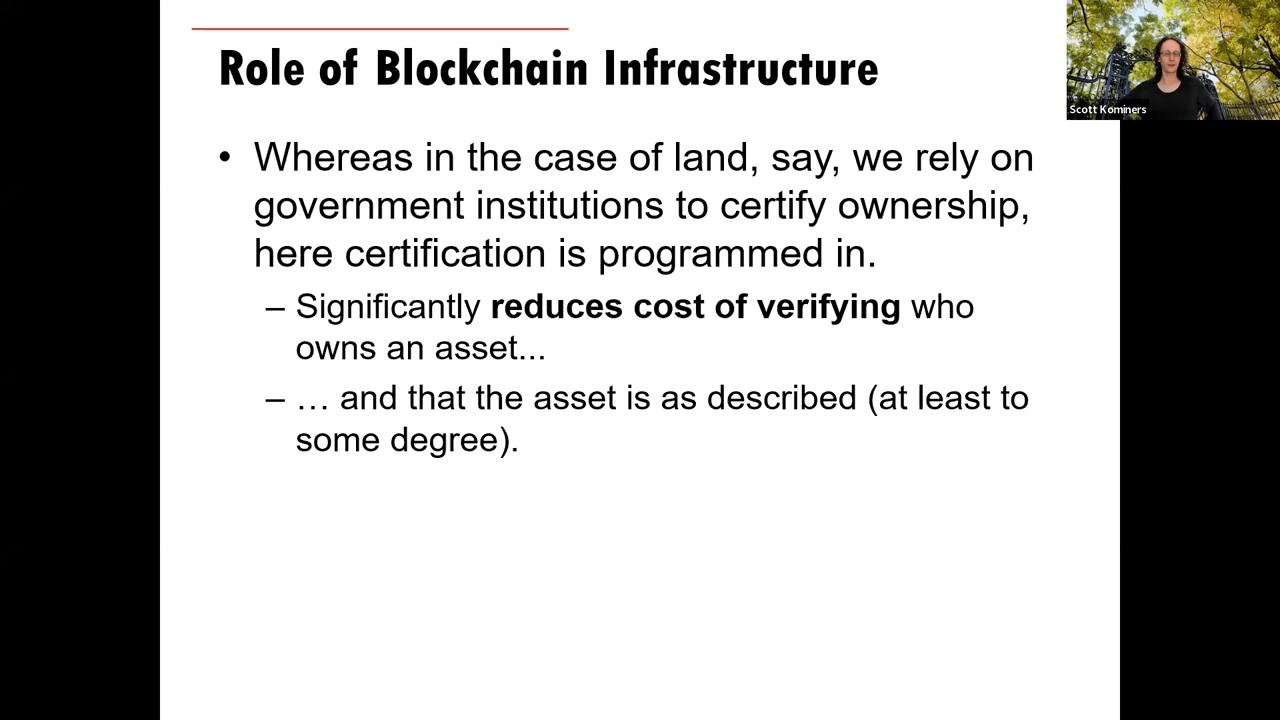 Role of Blockchain Infrastructure
Scott Kominers
• Whereas in the case of land, say, we rely on
government institutions to certify ownership,
here certification is programmed in.
– Significantly reduces cost of verifying who
owns an asset...
– … and that the asset is as described (at least to
some degree).